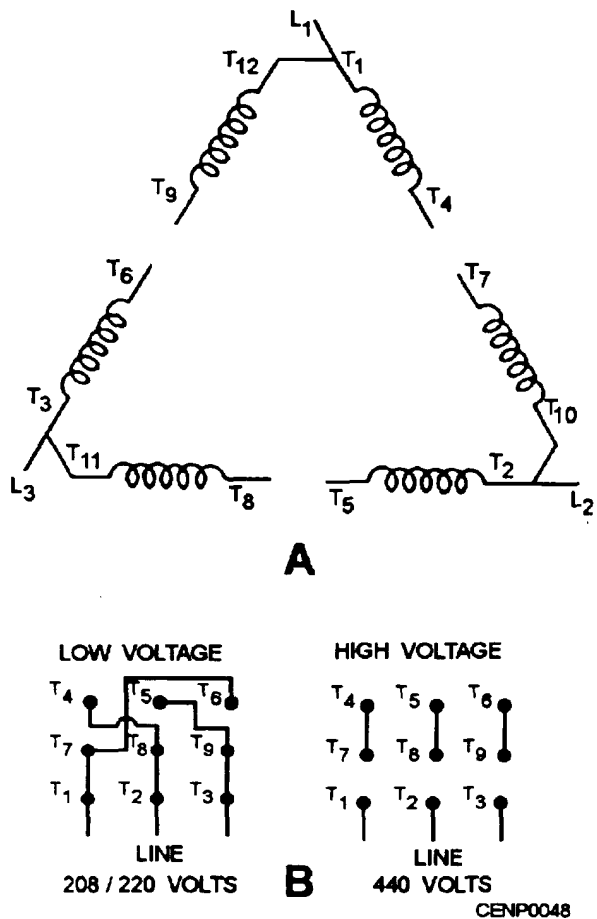 L1
T12 T1
T9 T4
T6 T7
T3 T10
T11 T2
L3 T8 T5 L2
A
LOW VOLTAGE HIGH VOLTAGE
T4 T5 T6 T4 T5 T6
T7 T8 T9 T7 T8 T9
T1 T2 T3 T1 T2 T3
LINE LINE
208 / 220 VOLTS B 440 VOLTS
CENP0048